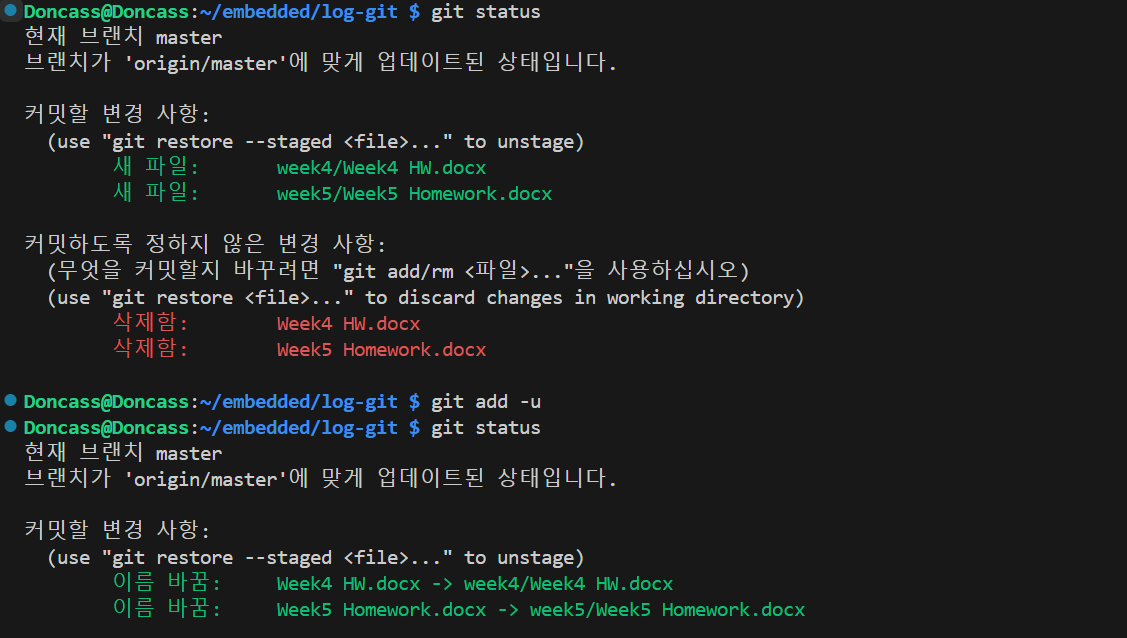 Doncass@Doncass:~/embedded/log-git $ git status
현재 브랜치 master
브랜치가 'origin/master'에 맞게 업데이트된 상태입니다.
커밋할 변경 사항:
(use "git restore --staged <file>..." to unstage)
새 파일: week4/Week4 HW.docx
새 파일: week5/Week5 Homework.docx
커밋하도록 정하지 않은 변경 사항:
(무엇을 커밋할지 바꾸려면 "git add/rm <파일>..."을 사용하십시오)
(use "git restore <file>..." to discard changes in working directory)
삭제함: Week4 HW.docx
삭제함: Week5 Homework.docx
Doncass@Doncass:~/embedded/log-git $ git add -u
Doncass@Doncass:~/embedded/log-git $ git status
현재 브랜치 master
브랜치가 'origin/master'에 맞게 업데이트된 상태입니다.
커밋할 변경 사항:
(use "git restore --staged <file>..." to unstage)
이름 바꿈: Week4 HW.docx -> week4/Week4 HW.docx
이름 바꿈: Week5 Homework.docx -> week5/Week5 Homework.docx